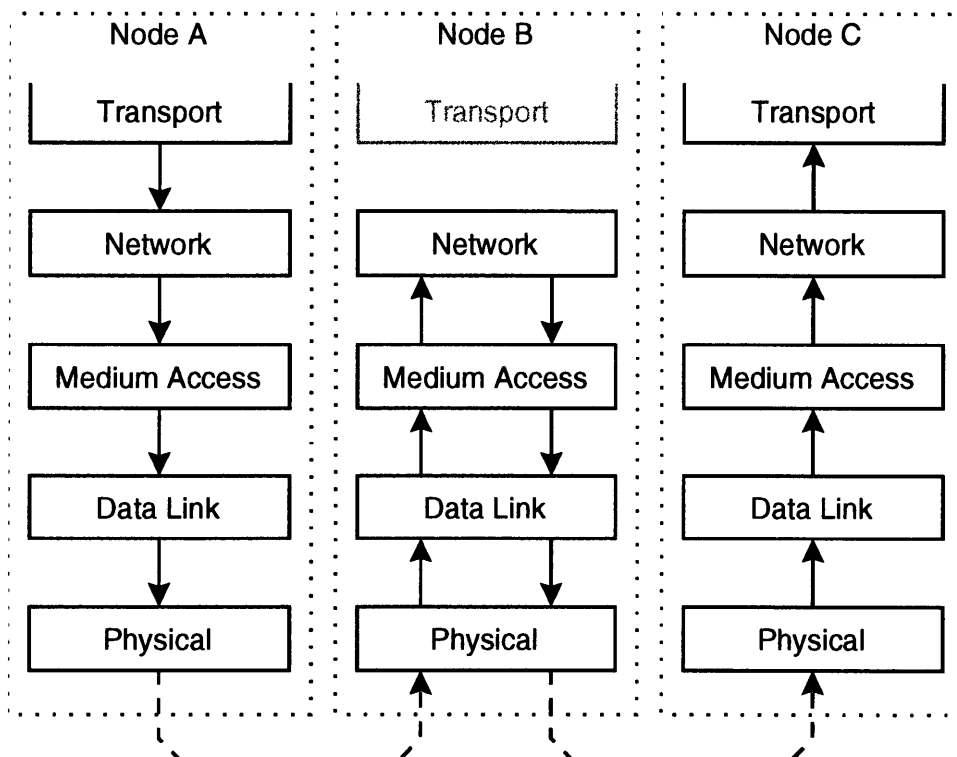 Node A
Transport
Network
Medium Access
Data Link
Physical
Node B
Transport
Network
Medium Access
Data Link
Physical
Node C
Transport
Network
Medium Access
Data Link
Physical